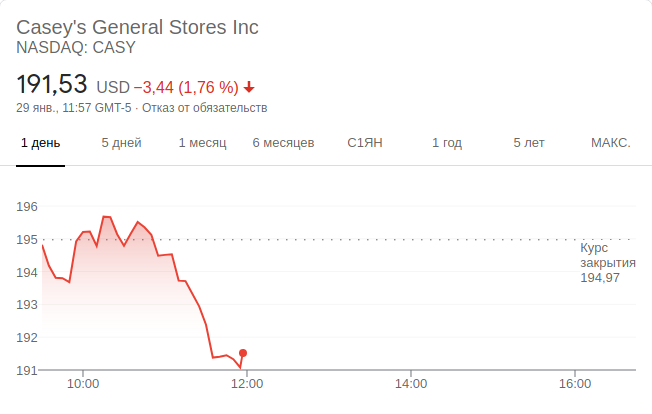 Casey's General Stores Inc
NASDAQ: CASY
191,53 USD −3,44 (1,76 %)
29 янв., 11:57 GMT-5 · Отказ от обязательств
1 день 5 дней 1 месяц 6 месяцев С1ЯН 1 год 5 лет МАКС.
196
195
Курс
закрытия
194,97
194
193
192
191
10:00 12:00 14:00 16:00